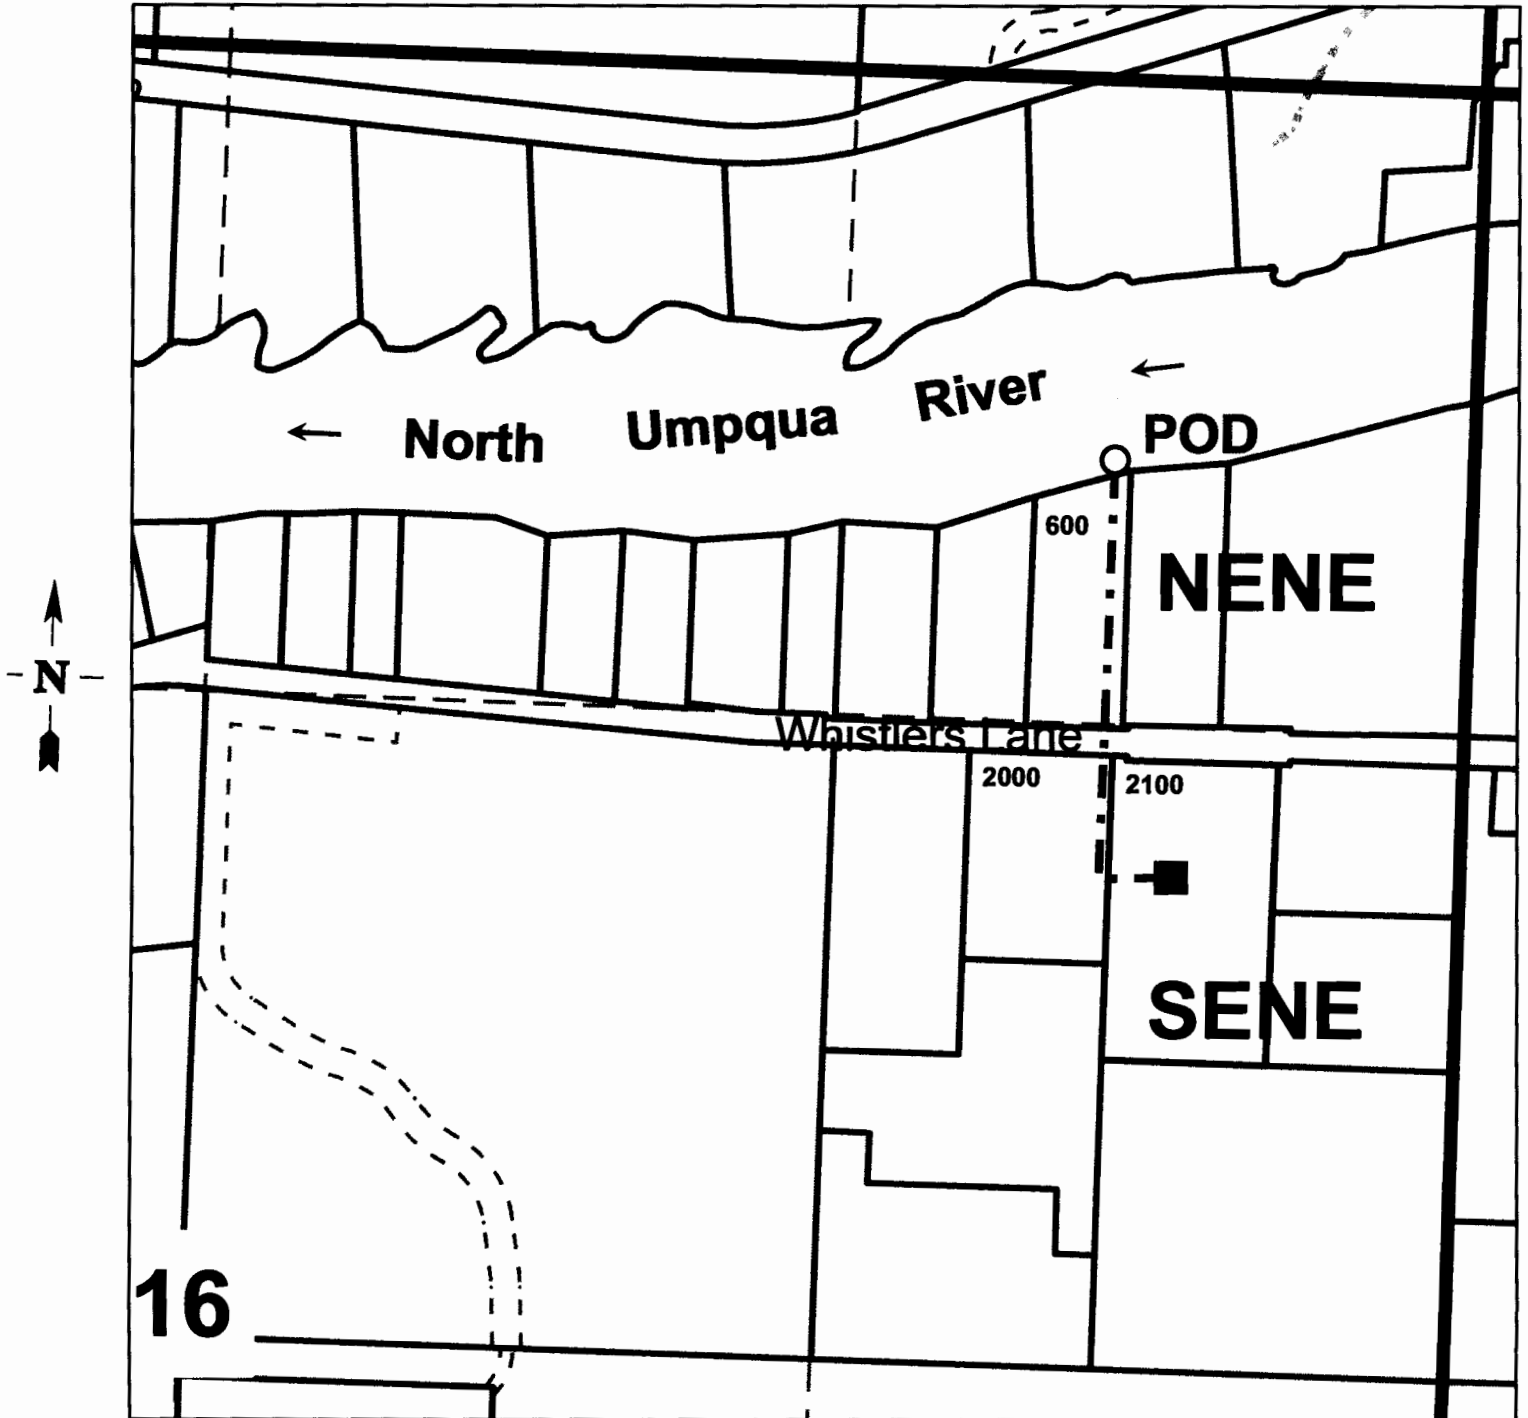 North Umpqua River
POD
600
NENE
N
Whistlers Lane
2000
2100
SENE
16